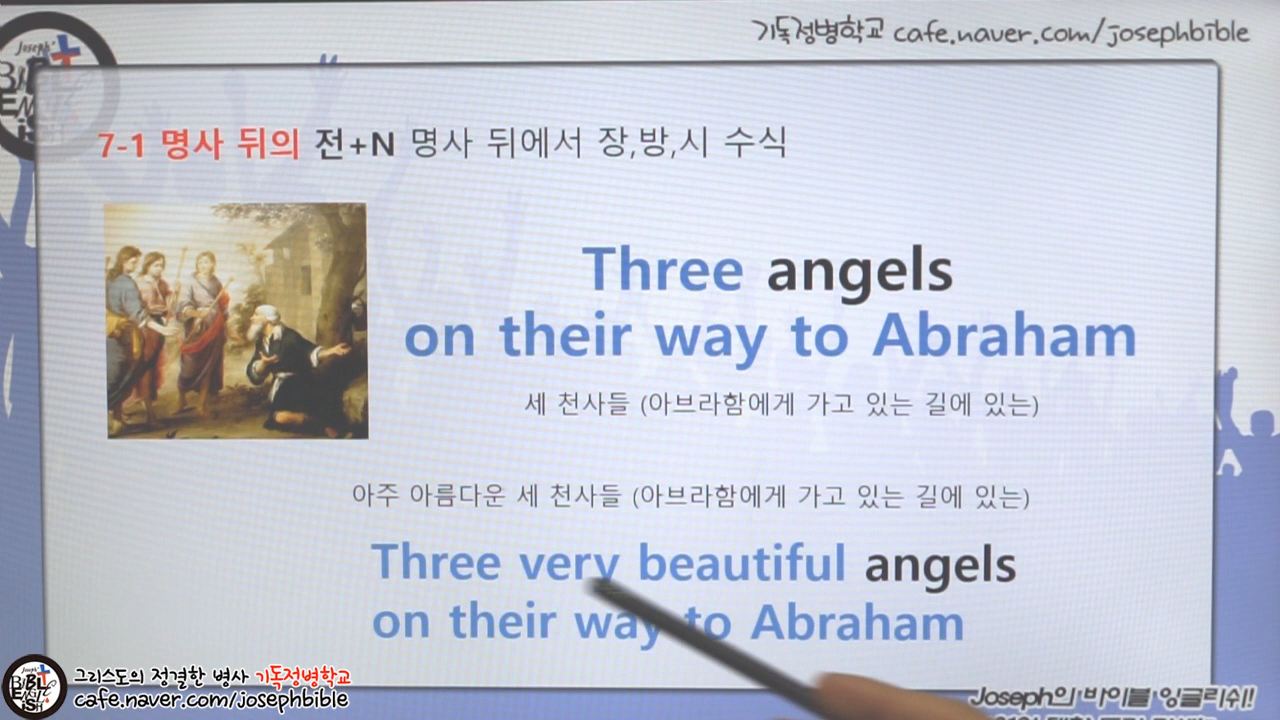 기독정병학교 cafe.naver.com/josephbible
7-1 명사 뒤의 전+N 명사 뒤에서 장,방,시 수식
Three angels
on their way to Abraham
세 천사들 (아브라함에게 가고 있는 길에 있는)
아주 아름다운 세 천사들 (아브라함에게 가고 있는 길에 있는)
Three very beautiful angels
on their way to Abraham
그리스도의 정결한 병사 기독정병학교
cafe.naver.com/josephbible
Joseph의 바이블 잉글리쉬!!